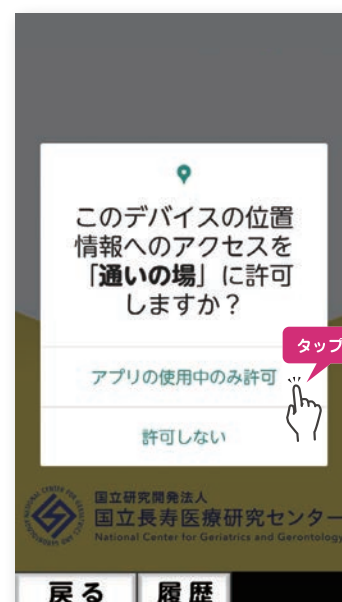 このデバイスの位置
情報へのアクセスを
「通いの場」に許可
しますか？
タップ
アプリの使用中のみ許可
許可しない
国立研究開発法人
国立長寿医療研究センター
National Center for Geriatrics and Gerontology
戻る
履歴